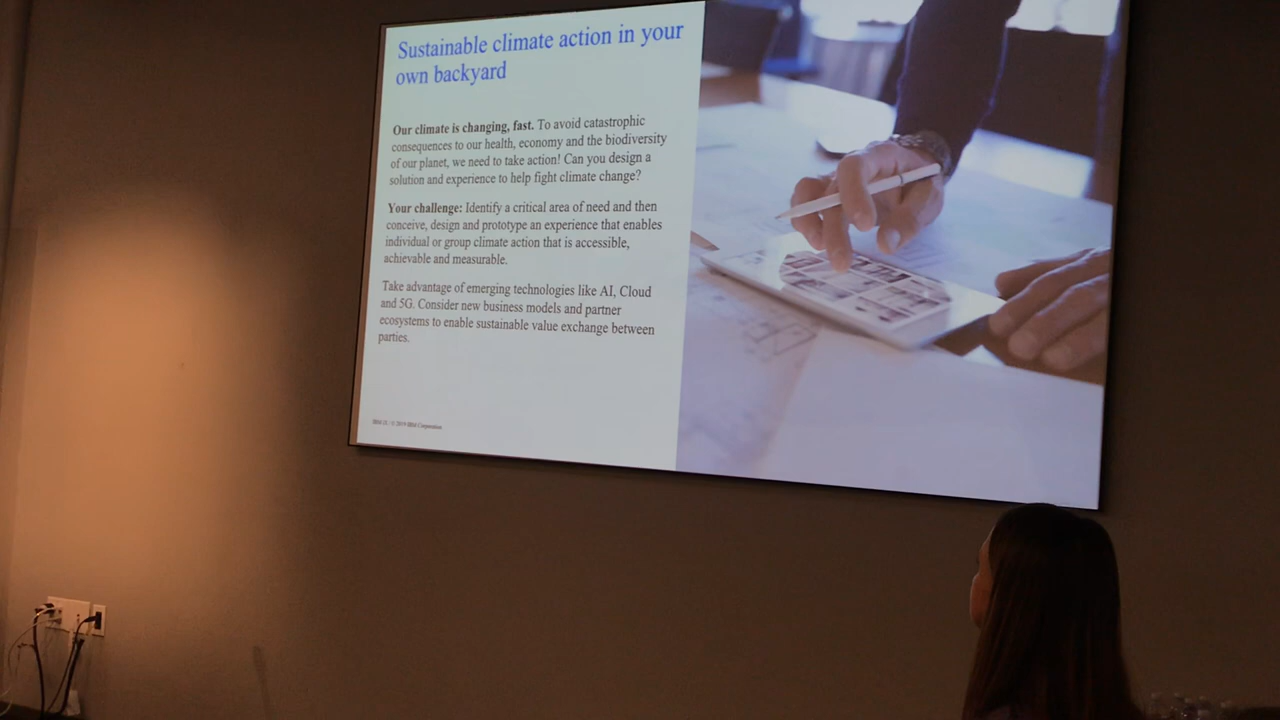 Sustainable climate action in your
own backyard
Our climate is changing, fast. To avoid catastrophic
consequences to our health, economy and the biodiversity
of our planet, we need to take action! Can you design a
solution and experience to help fight climate change?
Your challenge: Identify a critical area of need and then
conceive, design and prototype an experience that enables
individual or group climate action that is accessible,
achievable and measurable.
Take advantage of emerging technologies like AI, Cloud
and 5G. Consider new business models and partner
ecosystems to enable sustainable value exchange between
parties.
© 2019 IBM Corporation